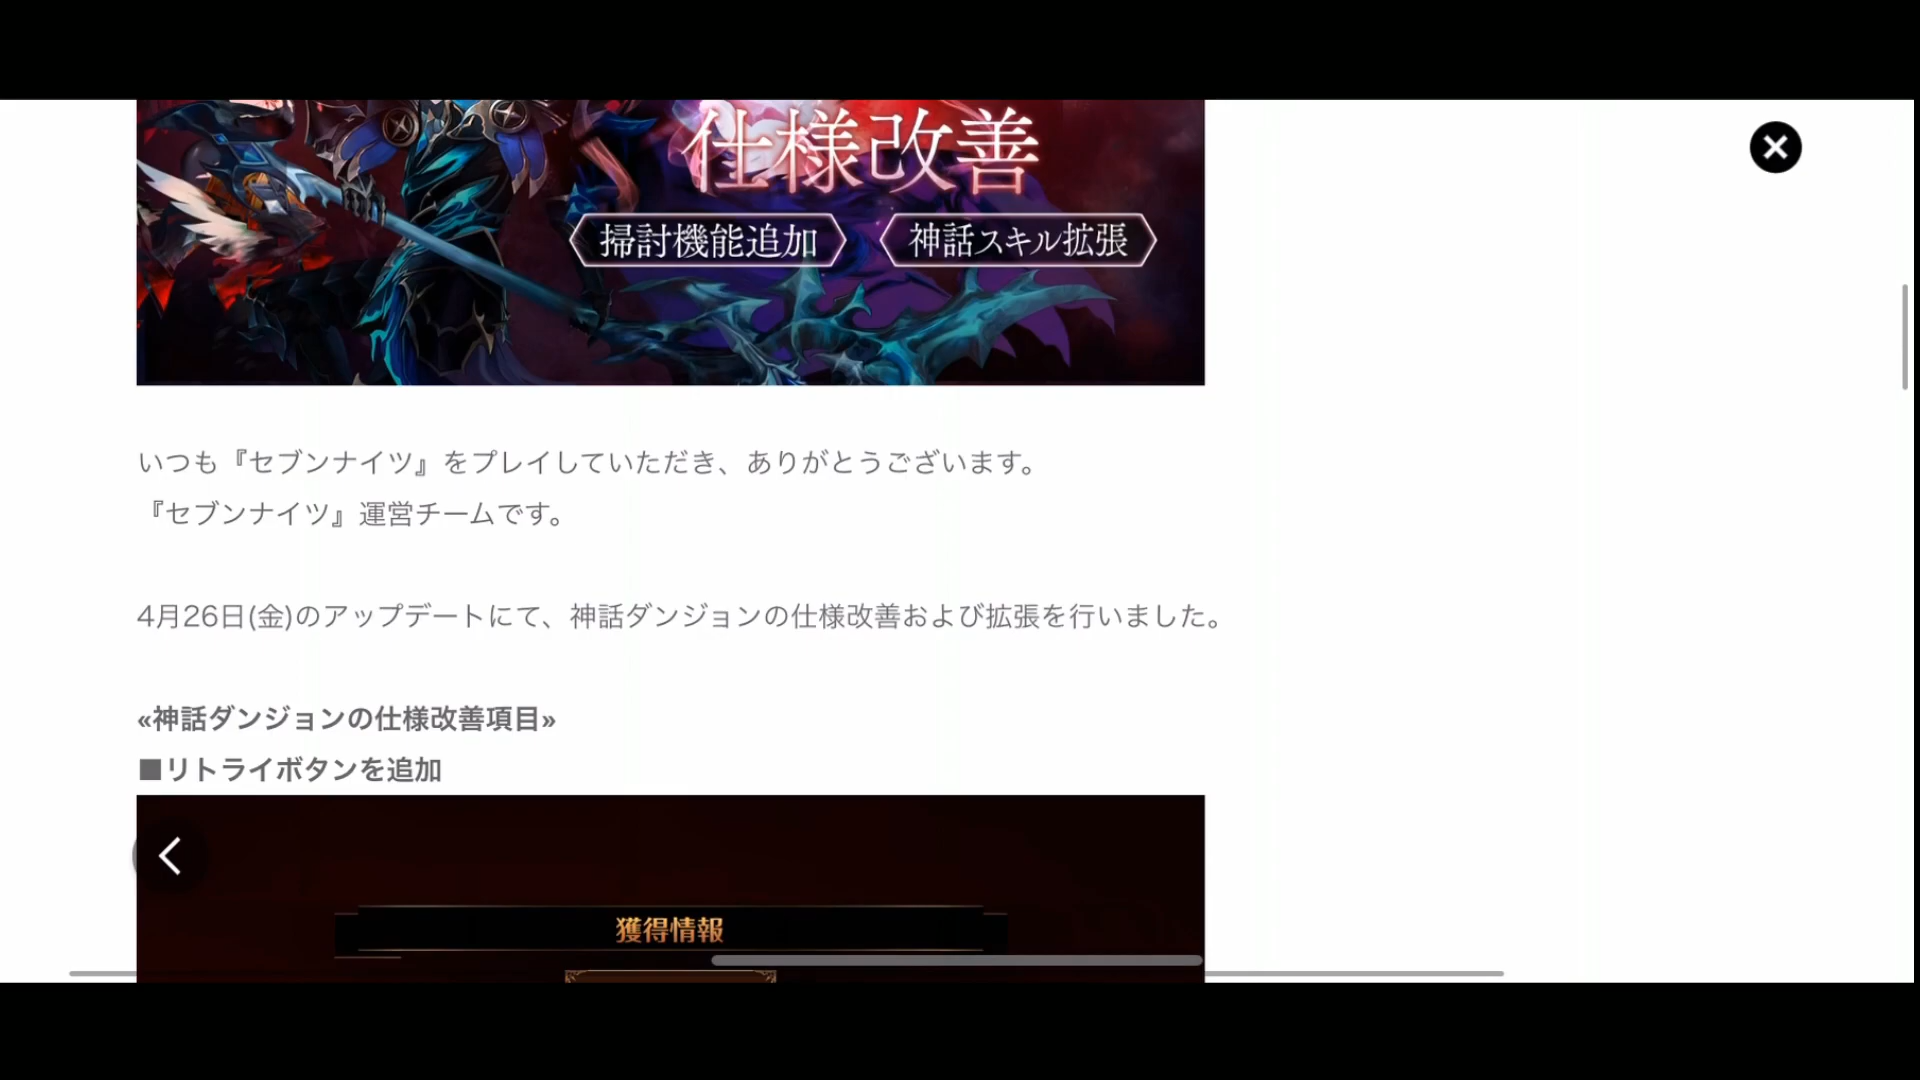 仕様改善
掃討機能追加 神話スキル拡張
いつも『セブンナイツ』をプレイしていただき、ありがとうございます。
『セブンナイツ』運営チームです。
4月26日(金)のアップデートにて、神話ダンジョンの仕様改善および拡張を行いました。
«神話ダンジョンの仕様改善項目»
■リトライボタンを追加
獲得情報